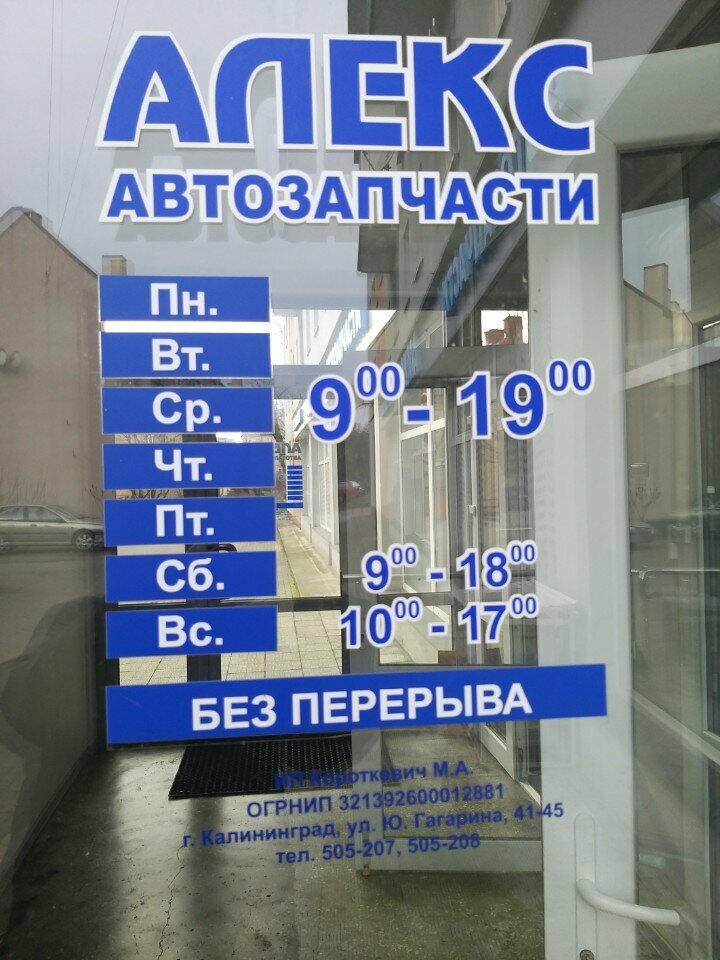 АЛЕКС
АВТОЗАПЧАСТИ
Пн.
Вт.
Ср. 9⁰⁰ - 19⁰⁰
Чт.
Пт.
Сб. 9⁰⁰ - 18⁰⁰
Вс. 10⁰⁰ - 17⁰⁰
БЕЗ ПЕРЕРЫВА
ИП Короткевич М.А.
ОГРНИП 321392600012881
г. Калининград, ул. Ю. Гагарина, 41-45
тел. 505-207, 505-208